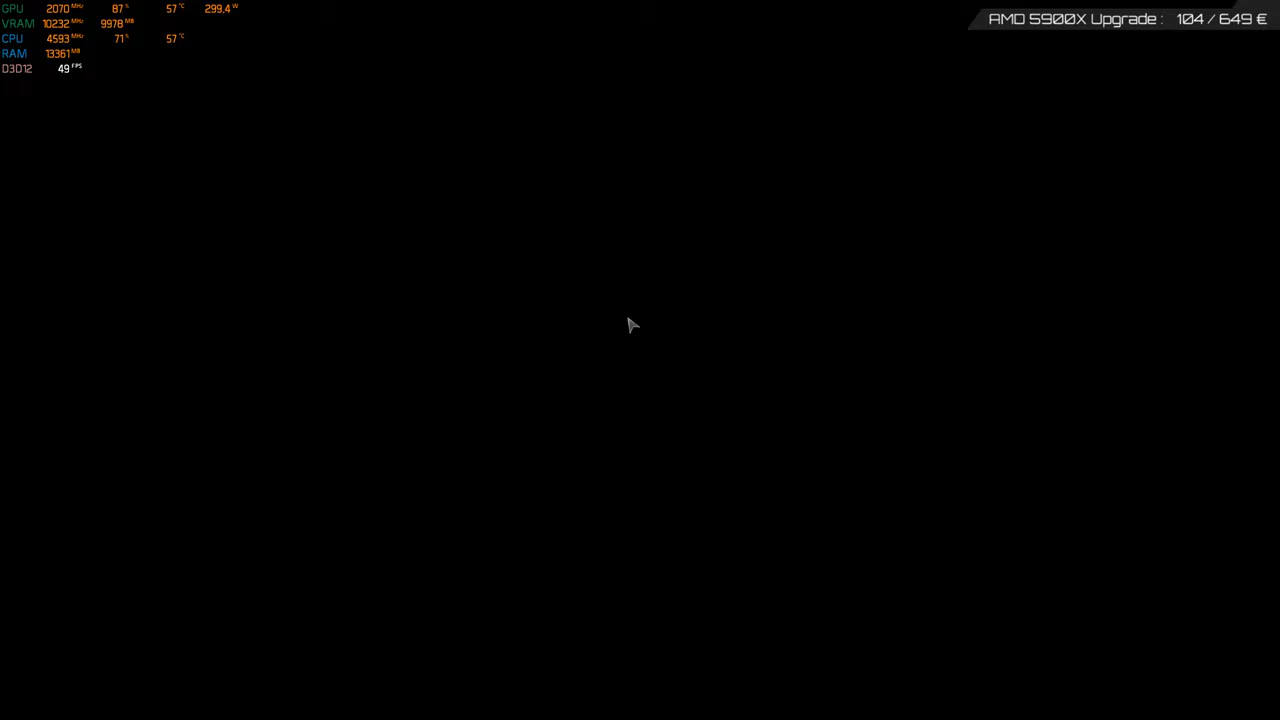 GPU 2070 MHz 87 % 57 °C 299,4 W
VRAM 10232 MHz 9978 MB
CPU 4593 MHz 71 % 57 °C
RAM 13361 MB
D3D12 49 FPS
AMD 5900X Upgrade : 104 / 649 €